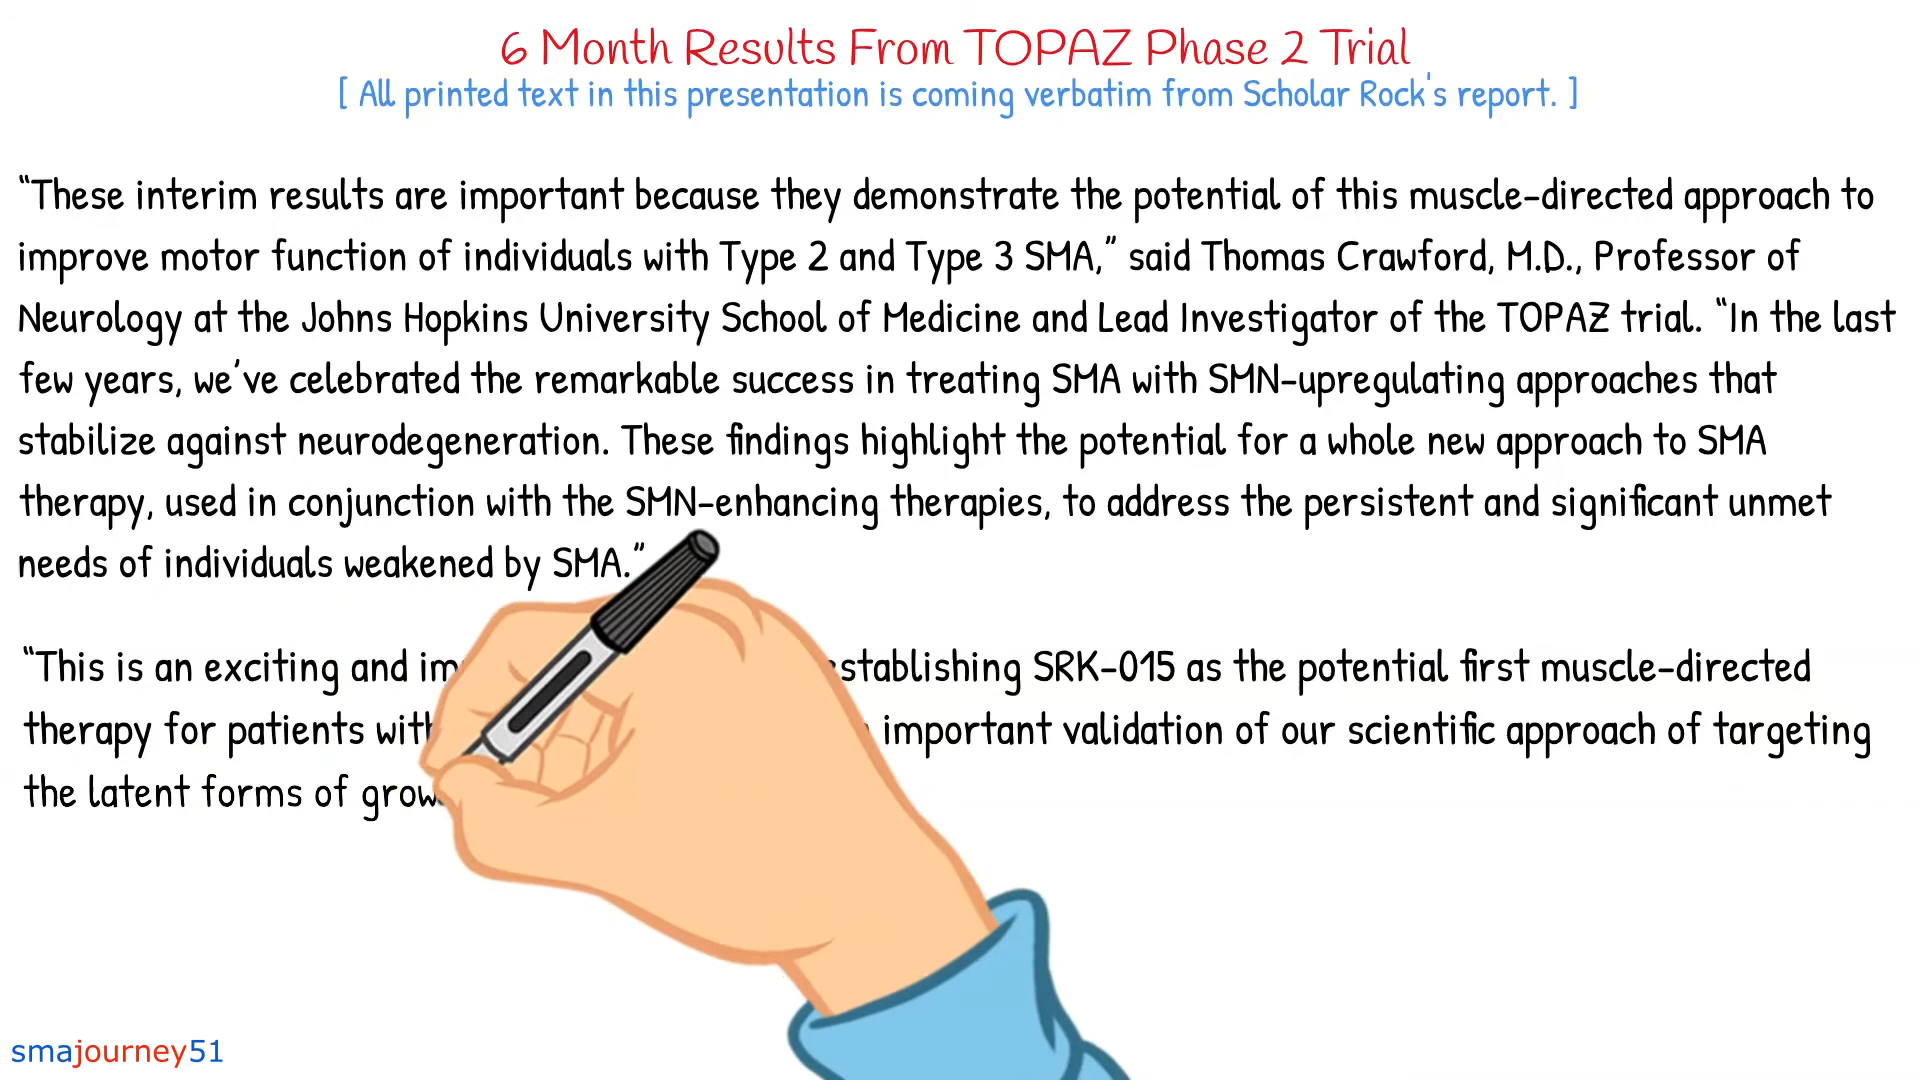 6 Month Results From TOPAZ Phase 2 Trial
[ All printed text in this presentation is coming verbatim from Scholar Rock's report. ]
“These interim results are important because they demonstrate the potential of this muscle-directed approach to
improve motor function of individuals with Type 2 and Type 3 SMA,” said Thomas Crawford, M.D., Professor of
Neurology at the Johns Hopkins University School of Medicine and Lead Investigator of the TOPAZ trial. “In the last
few years, we’ve celebrated the remarkable success in treating SMA with SMN-upregulating approaches that
stabilize against neurodegeneration. These findings highlight the potential for a whole new approach to SMA
therapy, used in conjunction with the SMN-enhancing therapies, to address the persistent and significant unmet
needs of individuals weakened by SMA.”
“This is an exciting and SRK-015 as the potential first muscle-directed
therapy for patients important validation of our scientific approach of targeting
the latent forms of
smajourney51